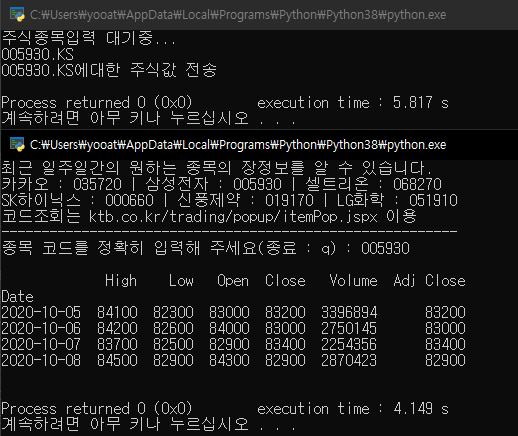 C:₩Users₩yooat₩AppData₩Local₩Programs₩Python₩Python38₩python.exe
주식종목입력 대기중...
005930.KS
005930.KS에대한 주식값 전송
Process returned 0 (0x0) execution time : 5.817 s
계속하려면 아무 키나 누르십시오 . . .
C:₩Users₩yooat₩AppData₩Local₩Programs₩Python₩Python38₩python.exe
최근 일주일간의 원하는 종목의 장정보를 알 수 있습니다.
카카오 : 035720 | 삼성전자 : 005930 | 셀트리온 : 068270
SK하이닉스 : 000660 | 신풍제약 : 019170 | LG화학 : 051910
코드조회는 ktb.co.kr/trading/popup/itemPop.jspx 이용
--------------------------------------------------------
종목 코드를 정확히 입력해 주세요(종료 : q) : 005930
High Low Open Close Volume Adj Close
Date
2020-10-05 84100 82300 83000 83200 3396894 83200
2020-10-06 84200 82600 84000 83000 2750145 83000
2020-10-07 83700 82500 82900 83400 2254356 83400
2020-10-08 84500 82900 84300 82900 2870423 82900
Process returned 0 (0x0) execution time : 4.149 s
계속하려면 아무 키나 누르십시오 . . .